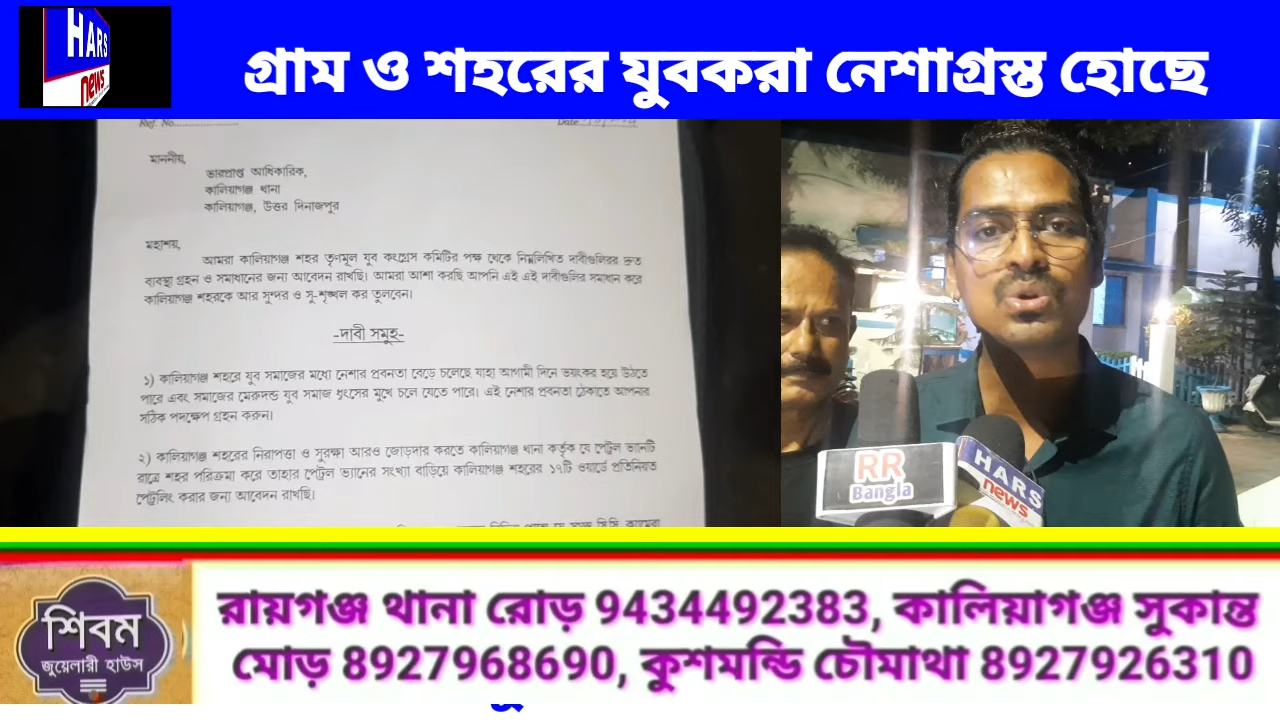 HARS
news
গ্রাম ও শহরের যুবকরা নেশাগ্রস্ত হোছে
Ref. No.
Date
মাননীয়,
ভারপ্রাপ্ত আধিকারিক,
কালিয়াগঞ্জ থানা
কালিয়াগঞ্জ, উত্তর দিনাজপুর
মহাশয়,
আমরা কালিয়াগঞ্জ শহর তৃণমূল যুব কংগ্রেস কমিটির পক্ষ থেকে নিম্নলিখিত দাবীগুলিরর দ্রুত
ব্যবস্থা গ্রহন ও সমাধানের জন্য আবেদন রাখছি। আমরা আশা করছি আপনি এই এই দাবীগুলির সমাধান করে
কালিয়াগঞ্জ শহরকে আর সুন্দর ও সু-শৃঙ্খল কর তুলবেন।
-দাবী সমুহ-
১) কালিয়াগঞ্জ শহরে যুব সমাজের মধ্যে নেশার প্রবনতা বেড়ে চলেছে যাহা আগামী দিনে ভয়ংকর হয়ে উঠতে
পারে এবং সমাজের মেরুদন্ড যুব সমাজ ধ্বংসের মুখে চলে যেতে পারে। এই নেশার প্রবনতা ঠেকাতে আপনার
সঠিক পদক্ষেপ গ্রহন করুন।
২) কালিয়াগঞ্জ শহরের নিরাপত্তা ও সুরক্ষা আরও জোড়দার করতে কালিয়াগঞ্জ থানা কর্তৃক যে পেট্রল ভ্যানটি
রাত্রে শহর পরিক্রমা করে তাহার পেট্রল ভ্যানের সংখ্যা বাড়িয়ে কালিয়াগঞ্জ শহরের ১৭টি ওয়ার্ডে প্রতিনিয়ত
পেট্রলিং করার জন্য আবেদন রাখছি।
RR
Bangla
HARS
news
শিবম
জুয়েলারী হাউস
রায়গঞ্জ থানা রোড় 9434492383, কালিয়াগঞ্জ সুকান্ত
মোড় 8927968690, কুশমন্ডি চৌমাথা 8927926310